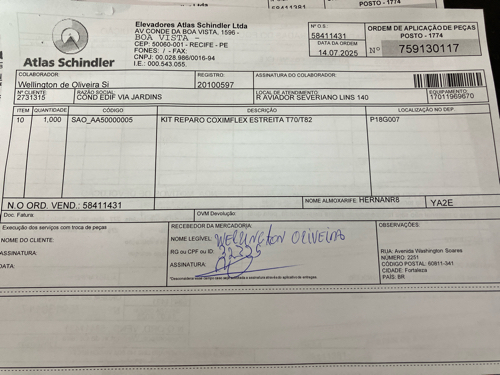 58411281
POSTO - 1774
Atlas Schindler
Elevadores Atlas Schindler Ltda
AV CONDE DA BOA VISTA, 1596 -
BOA VISTA -
CEP: 50060-001 - RECIFE - PE
FONES: / - FAX:
CNPJ: 00.028.986/0016-94
I.E: 000.543.055.
Nº O.S.:
58411431
DATA DA ORDEM
14.07.2025
ORDEM DE APLICAÇÃO DE PEÇAS
POSTO - 1774
Nº 759130117
COLABORADOR:
Wellington de Oliveira Si
REGISTRO:
20100597
ASSINATURA DO COLABORADOR:
17011969670
Nº CLIENTE
2731315
RAZÃO SOCIAL
COND EDIF VIA JARDINS
LOCAL DE ATENDIMENTO
R AVIADOR SEVERIANO LINS 140
ITEM QUANTIDADE CÓDIGO DESCRIÇÃO LOCALIZAÇÃO NO DEP.
10 1,000 SAO_AA50000005 KIT REPARO COXIMFLEX ESTREITA T70/T82 P18G007
N.O ORD. VEND.: 58411431
NOME ALMOXARIFE: HERNANR8 YA2E
Doc. Fatura:
OVM Devolução:
Execução dos serviços com troca de peças
NOME DO CLIENTE:
ASSINATURA:
DATA:
RECEBEDOR DA MERCADORIA:
NOME LEGÍVEL: WELLINGTON OLIVEIRA
RG ou CPF ou ID:
ASSINATURA:
OBSERVAÇÕES:
RUA: Avenida Washington Soares
NÚMERO: 2251
CÓDIGO POSTAL: 60811-341
CIDADE: Fortaleza
PAÍS: BR